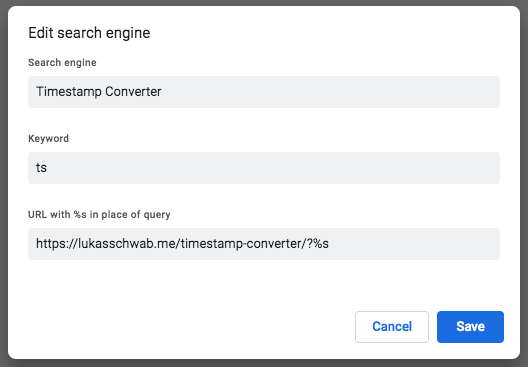 Edit search engine
Search engine
Timestamp Converter
Keyword
ts
URL with %s in place of query
https://lukasschwab.me/timestamp-converter/?%s
Cancel Save